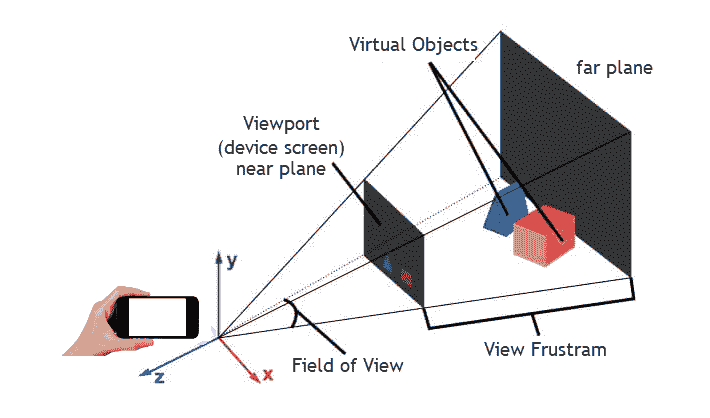 Virtual Objects
far plane
Viewport
(device screen)
near plane
y
z
x
Field of View
View Frustram